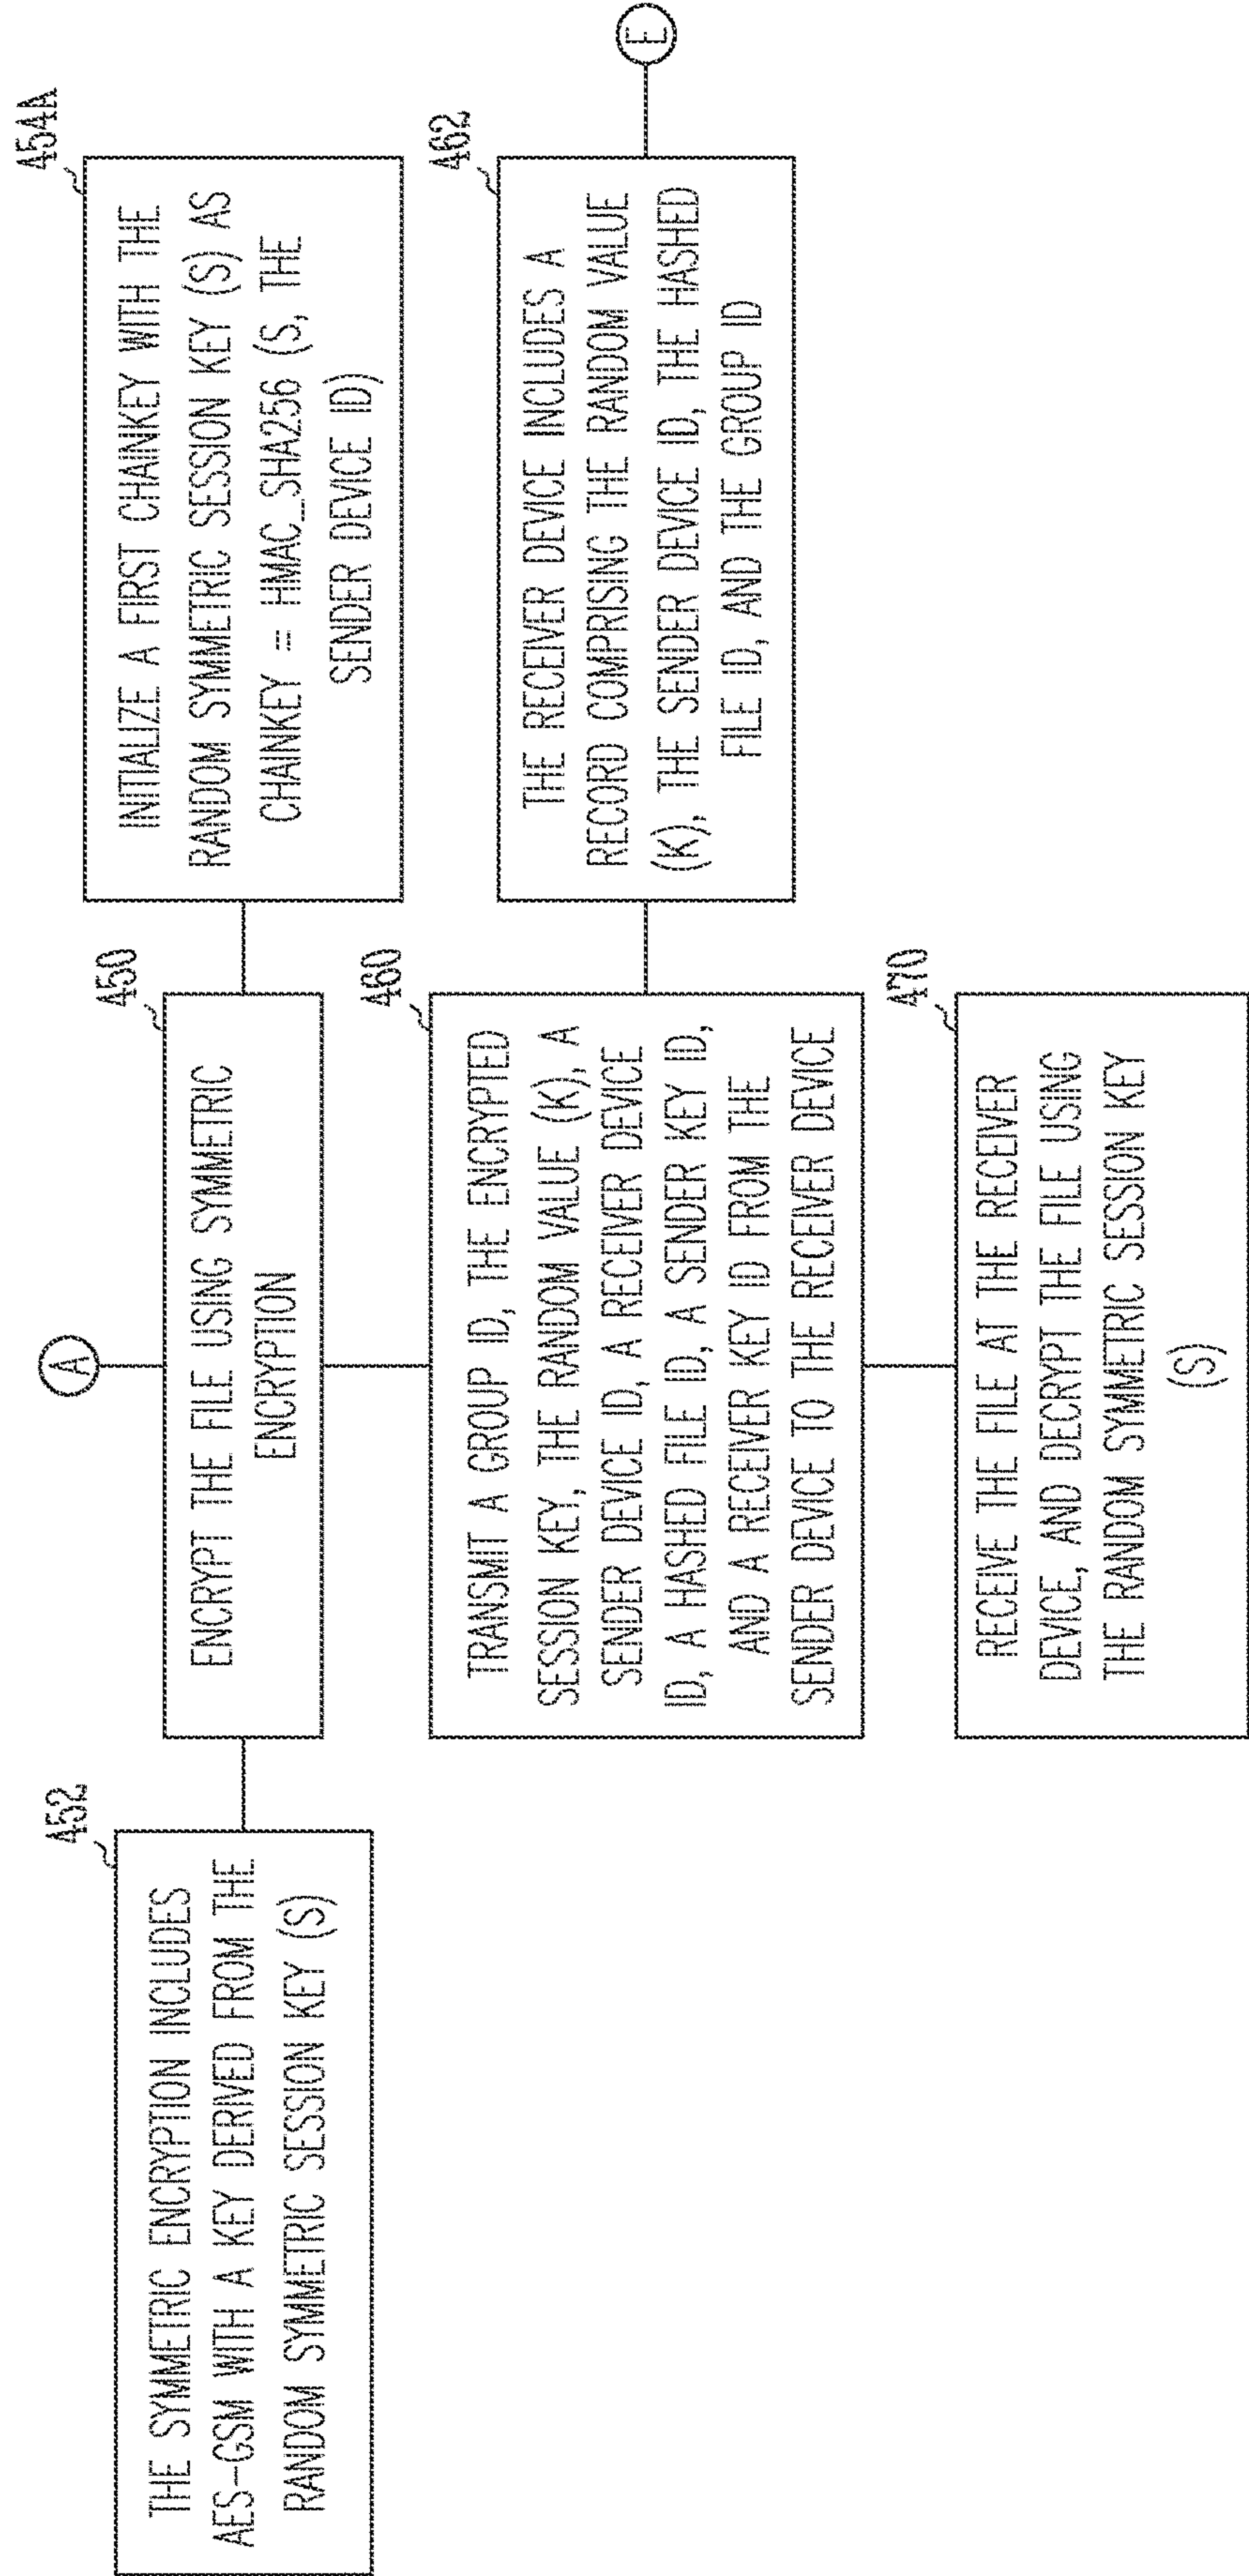 A
452
THE SYMMETRIC ENCRYPTION INCLUDES
AES-GSM WITH A KEY DERIVED FROM THE
RANDOM SYMMETRIC SESSION KEY (S)
450
ENCRYPT THE FILE USING SYMMETRIC
ENCRYPTION
454A
INITIALIZE A FIRST CHAINKEY WITH THE
RANDOM SYMMETRIC SESSION KEY (S) AS
CHAINKEY = HMAC_SHA256 (S, THE
SENDER DEVICE ID)
460
TRANSMIT A GROUP ID, THE ENCRYPTED
SESSION KEY, THE RANDOM VALUE (K), A
SENDER DEVICE ID, A RECEIVER DEVICE
ID, A HASHED FILE ID, A SENDER KEY ID,
AND A RECEIVER KEY ID FROM THE
SENDER DEVICE TO THE RECEIVER DEVICE
462
THE RECEIVER DEVICE INCLUDES A
RECORD COMPRISING THE RANDOM VALUE
(K), THE SENDER DEVICE ID, THE HASHED
FILE ID, AND THE GROUP ID
E
470
RECEIVE THE FILE AT THE RECEIVER
DEVICE, AND DECRYPT THE FILE USING
THE RANDOM SYMMETRIC SESSION KEY
(S)